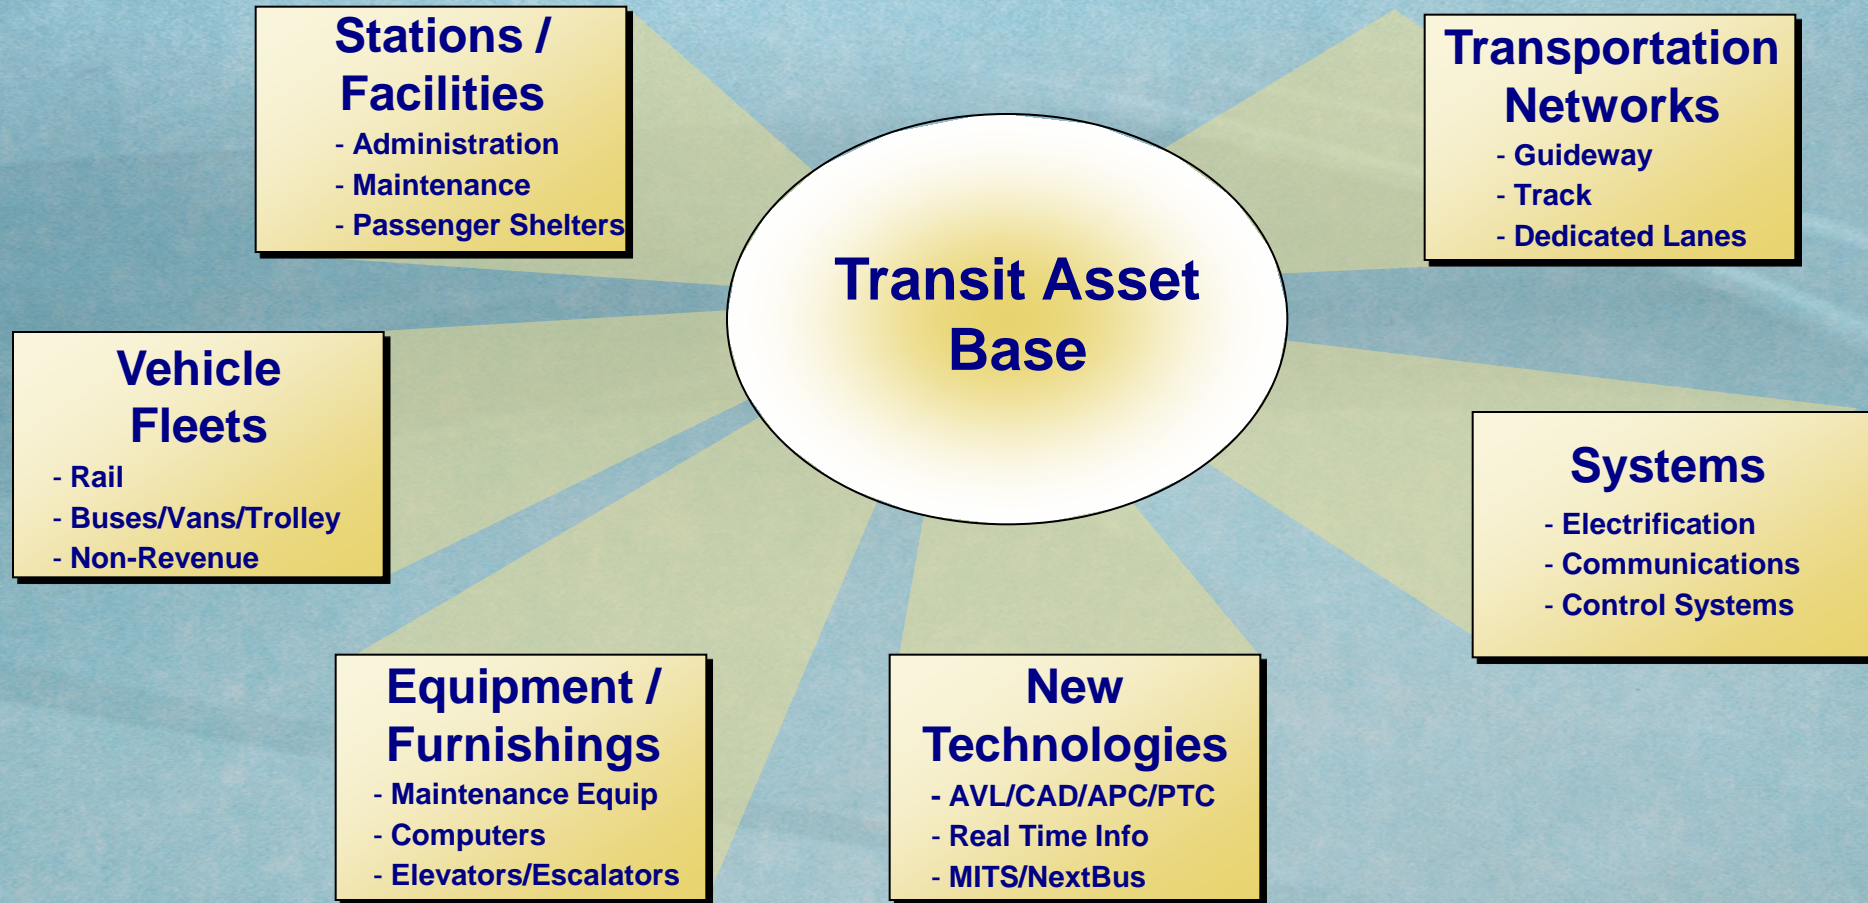 Stations /
Facilities
- Administration
- Maintenance
- Passenger Shelters
Transportation
Networks
- Guideway
- Track
- Dedicated Lanes
Transit Asset
Base
Vehicle
Fleets
- Rail
- Buses/Vans/Trolley
- Non-Revenue
Systems
- Electrification
- Communications
- Control Systems
Equipment /
Furnishings
- Maintenance Equip
- Computers
- Elevators/Escalators
New
Technologies
- AVL/CAD/APC/PTC
- Real Time Info
- MITS/NextBus